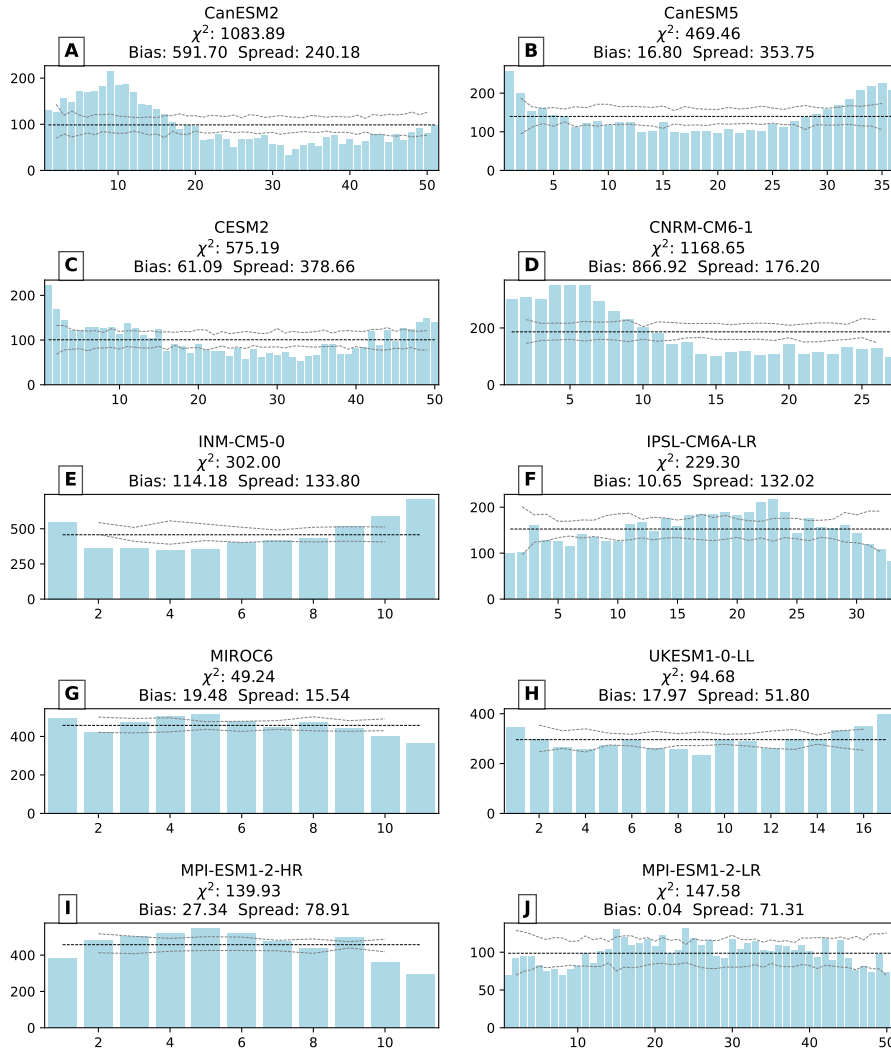 CanESM2
χ²: 1083.89
A
Bias: 591.70 Spread: 240.18
200
100
0
10 20 30 40 50
CanESM5
χ²: 469.46
B
Bias: 16.80 Spread: 353.75
200
100
0
5 10 15 20 25 30 35
CESM2
χ²: 575.19
C
Bias: 61.09 Spread: 378.66
200
100
0
10 20 30 40 50
CNRM-CM6-1
χ²: 1168.65
D
Bias: 866.92 Spread: 176.20
200
0
5 10 15 20 25
INM-CM5-0
χ²: 302.00
E
Bias: 114.18 Spread: 133.80
500
250
0
2 4 6 8 10
IPSL-CM6A-LR
χ²: 229.30
F
Bias: 10.65 Spread: 132.02
200
100
0
5 10 15 20 25 30
MIROC6
χ²: 49.24
G
Bias: 19.48 Spread: 15.54
400
200
0
2 4 6 8 10
UKESM1-0-LL
χ²: 94.68
H
Bias: 17.97 Spread: 51.80
400
200
0
2 4 6 8 10 12 14 16
MPI-ESM1-2-HR
χ²: 139.93
I
Bias: 27.34 Spread: 78.91
400
200
0
2 4 6 8 10
MPI-ESM1-2-LR
χ²: 147.58
J
Bias: 0.04 Spread: 71.31
100
50
0
10 20 30 40 50